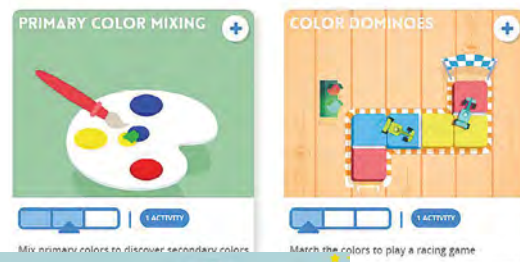 PRIMARY COLOR MIXING
1 ACTIVITY
Mix primary colors to discover secondary colors
COLOR DOMINOES
1 ACTIVITY
Match the colors to play a racing game